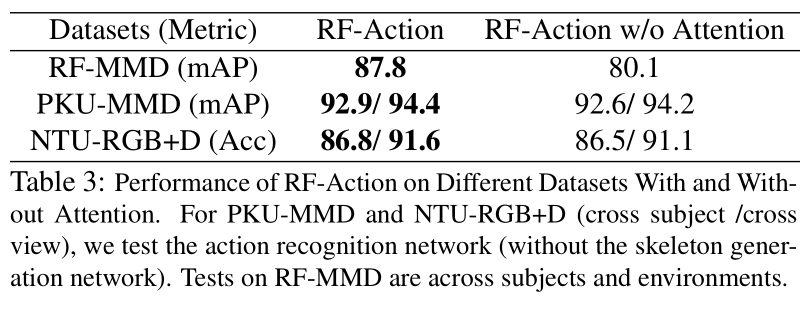 Datasets (Metric) RF-Action RF-Action w/o Attention
RF-MMD (mAP) 87.8 80.1
PKU-MMD (mAP) 92.9/ 94.4 92.6/ 94.2
NTU-RGB+D (Acc) 86.8/ 91.6 86.5/ 91.1
Table 3: Performance of RF-Action on Different Datasets With and With-
out Attention. For PKU-MMD and NTU-RGB+D (cross subject /cross
view), we test the action recognition network (without the skeleton gener-
ation network). Tests on RF-MMD are across subjects and environments.